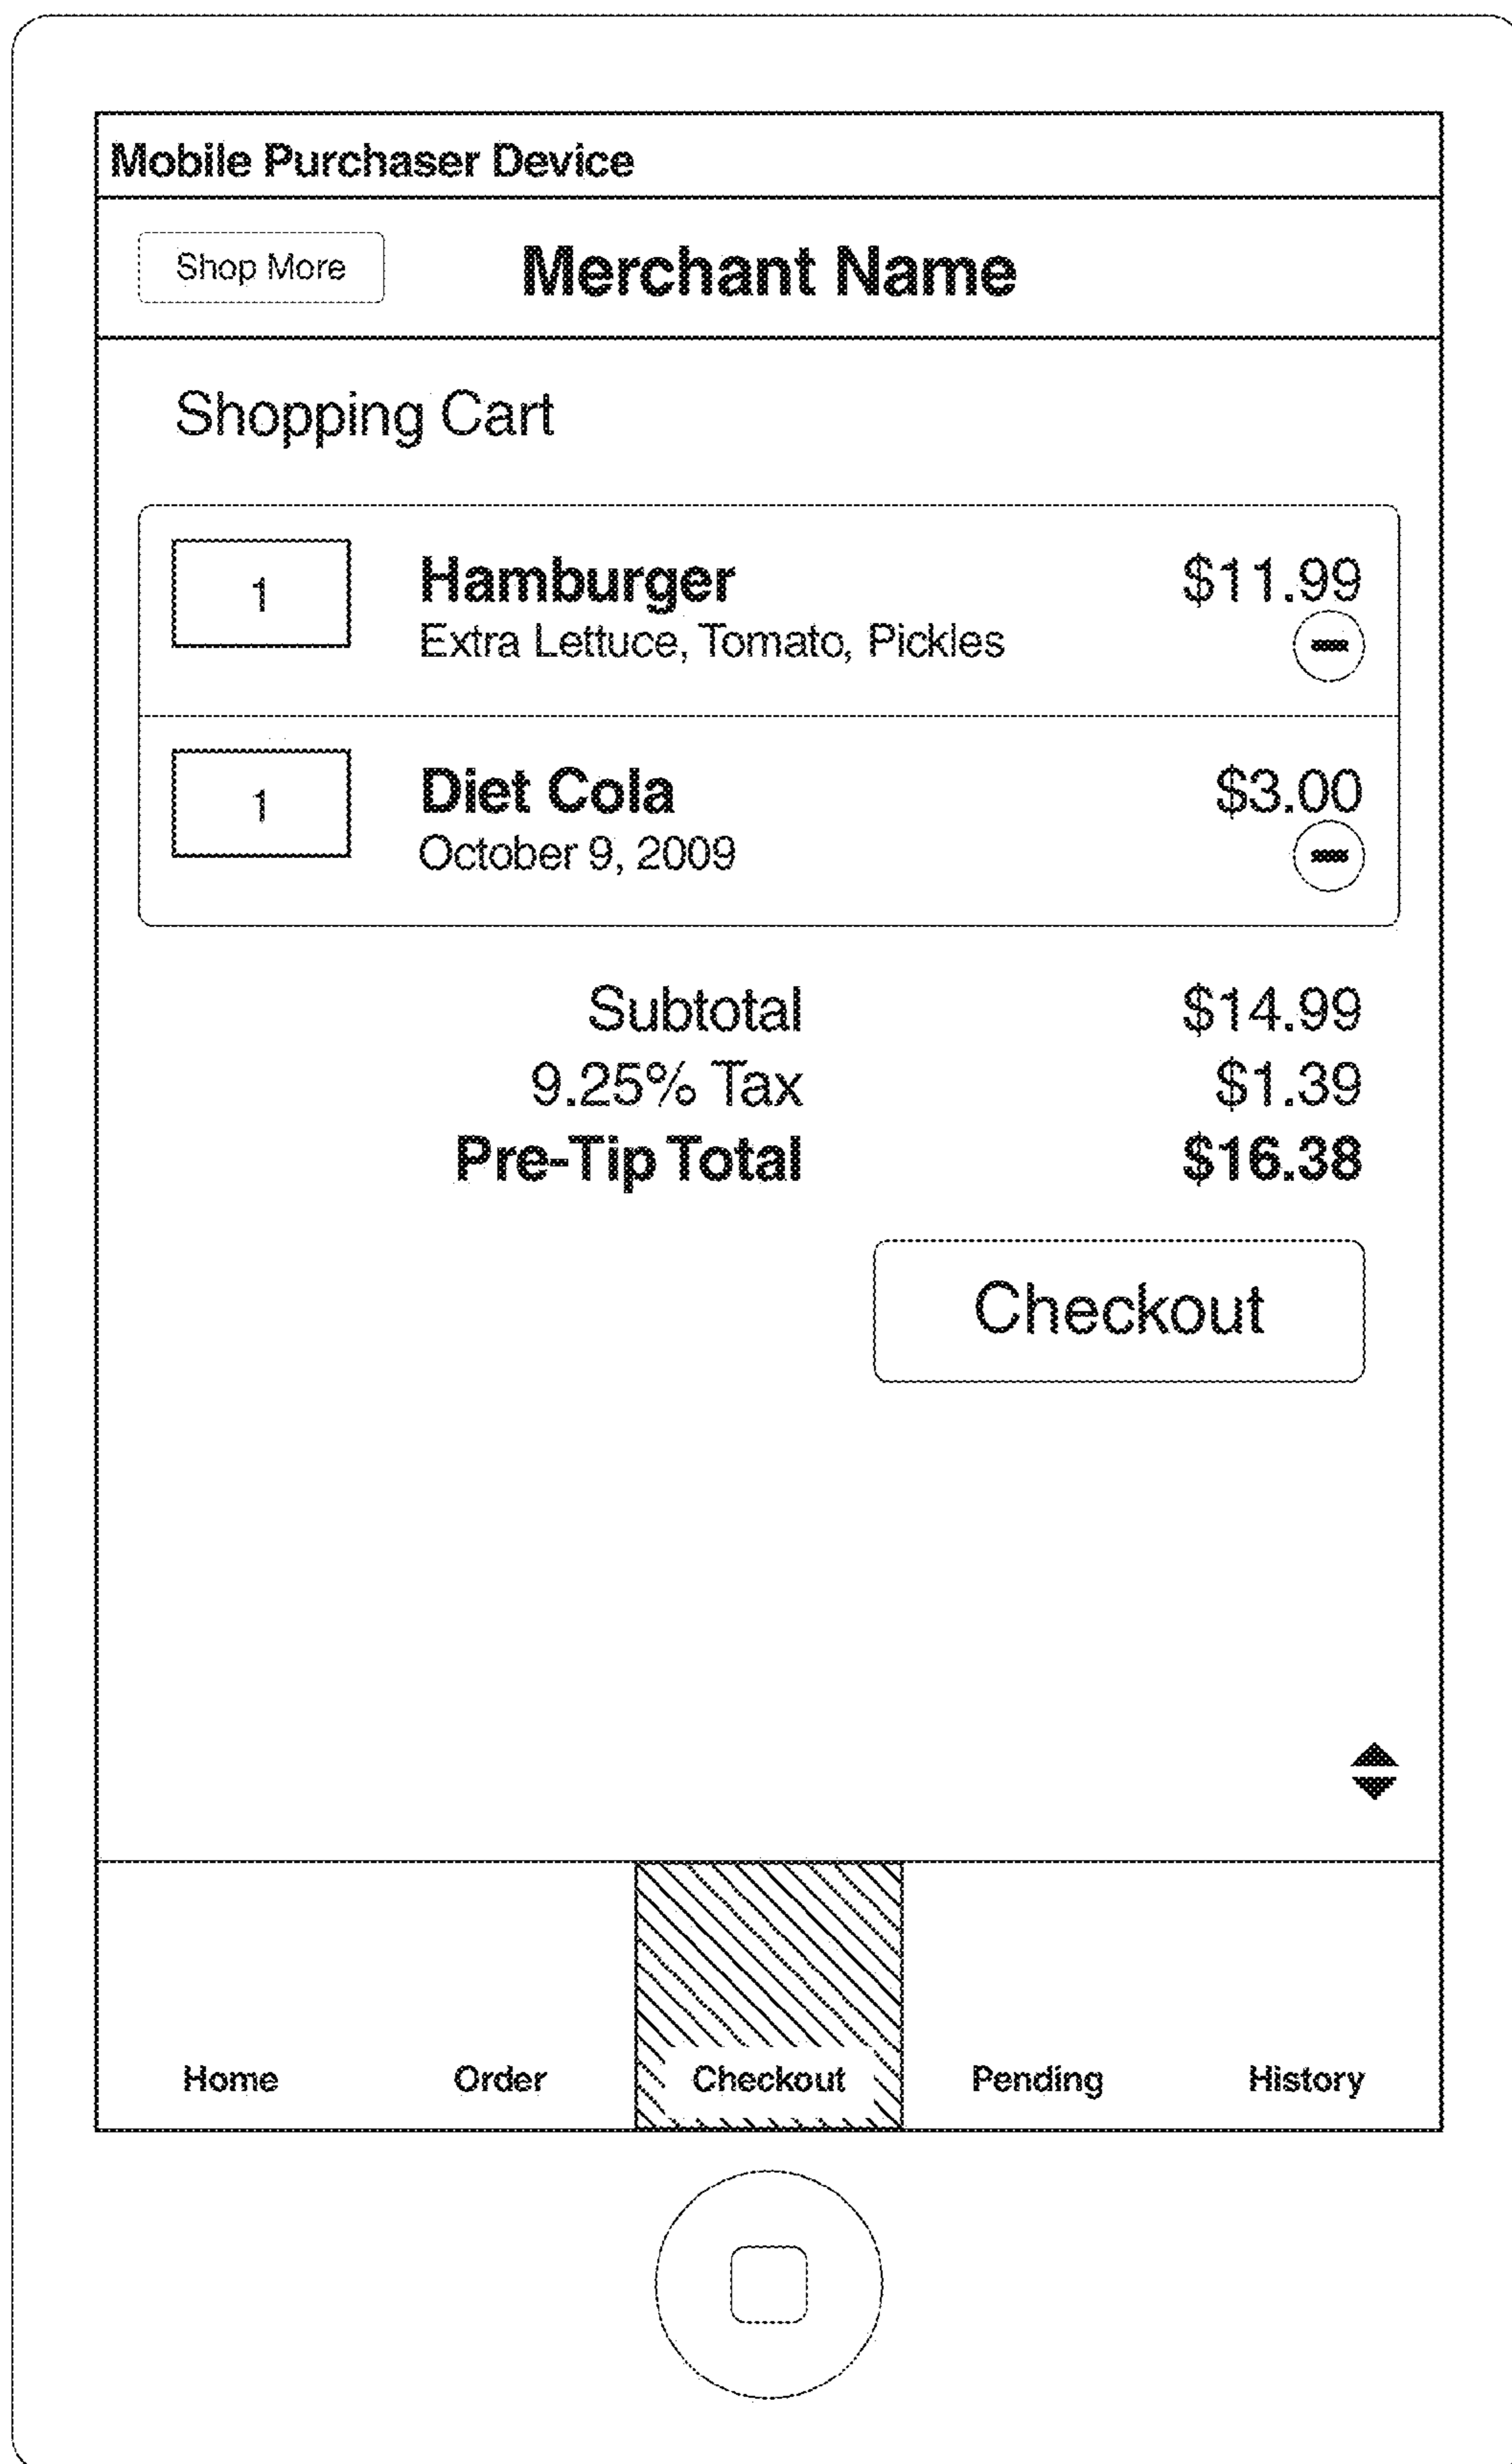 Mobile Purchaser Device
Shop More Merchant Name
Shopping Cart
1 Hamburger $11.99
Extra Lettuce, Tomato, Pickles
1 Diet Cola $3.00
October 9, 2009
Subtotal $14.99
9.25% Tax $1.39
Pre-Tip Total $16.38
Checkout
Home Order Checkout Pending History